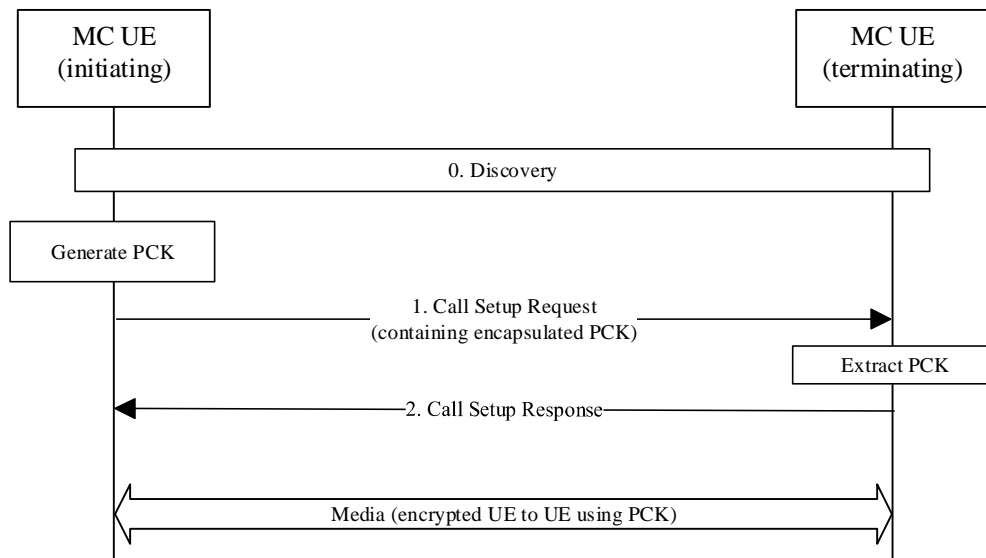 MC UE
(initiating)
MC UE
(terminating)
0. Discovery
Generate PCK
1. Call Setup Request
(containing encapsulated PCK)
Extract PCK
2. Call Setup Response
Media (encrypted UE to UE using PCK)